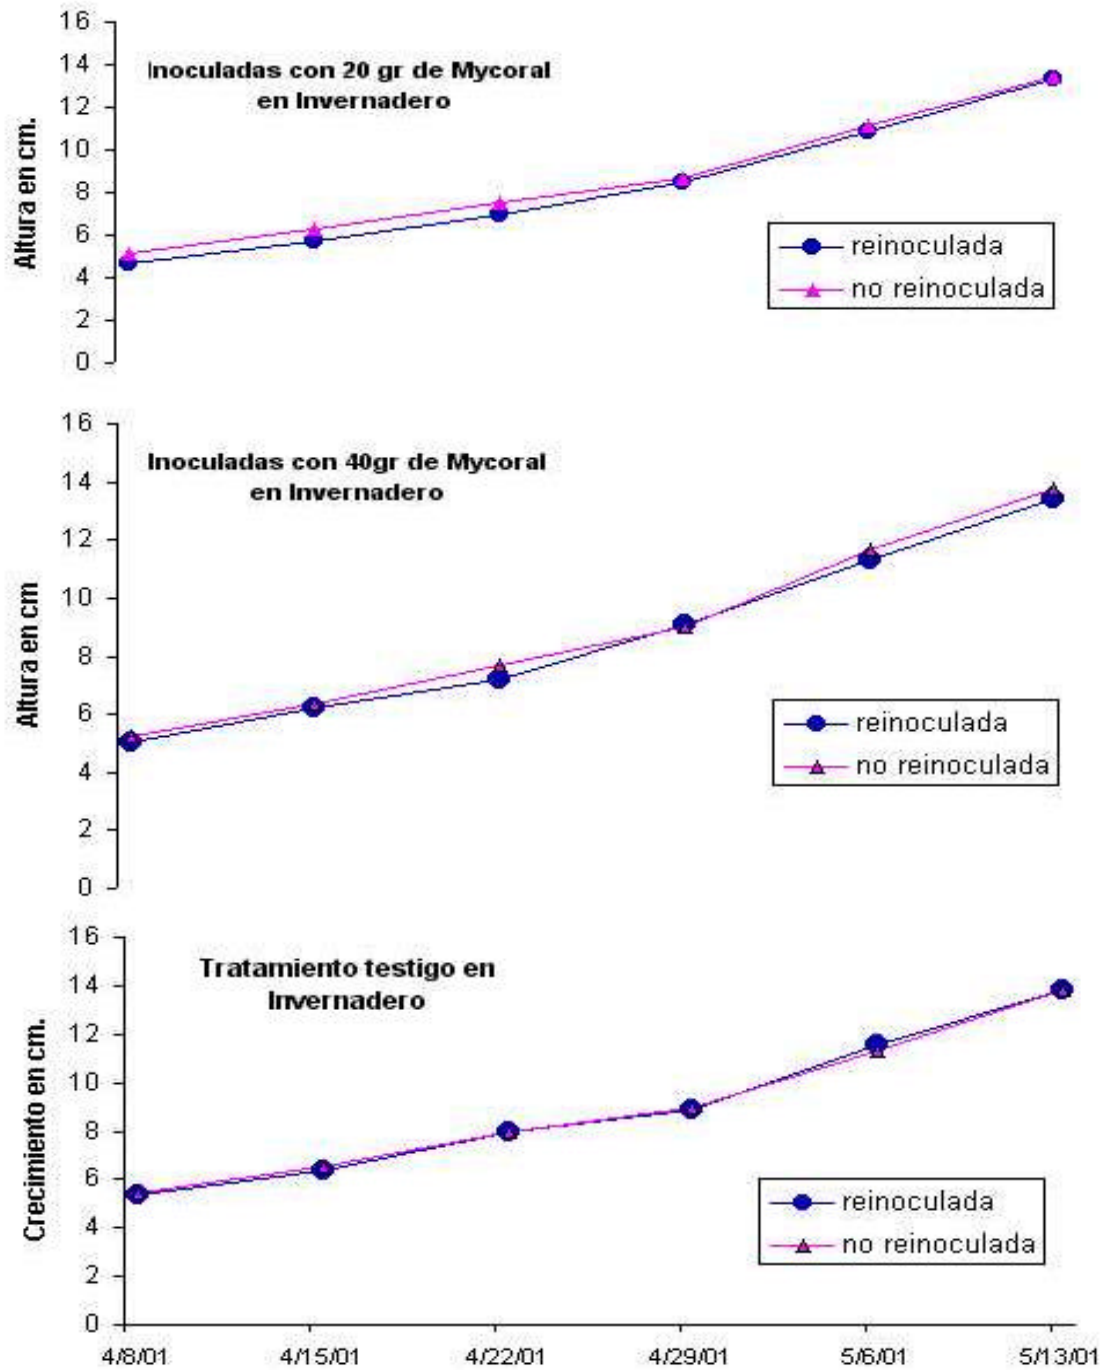 16
14
12
10
8
6
4
2
0
Altura en cm.
Inoculadas con 20 gr de Mycoral
en Invernadero
reinoculada
no reinoculada
16
14
12
10
8
6
4
2
0
Altura en cm
Inoculadas con 40gr de Mycoral
en Invernadero
reinoculada
no reinoculada
16
14
12
10
8
6
4
2
0
Crecimiento en cm.
Tratamiento testigo en
Invernadero
reinoculada
no reinoculada
4/8/01 4/15/01 4/22/01 4/29/01 5/6/01 5/13/01